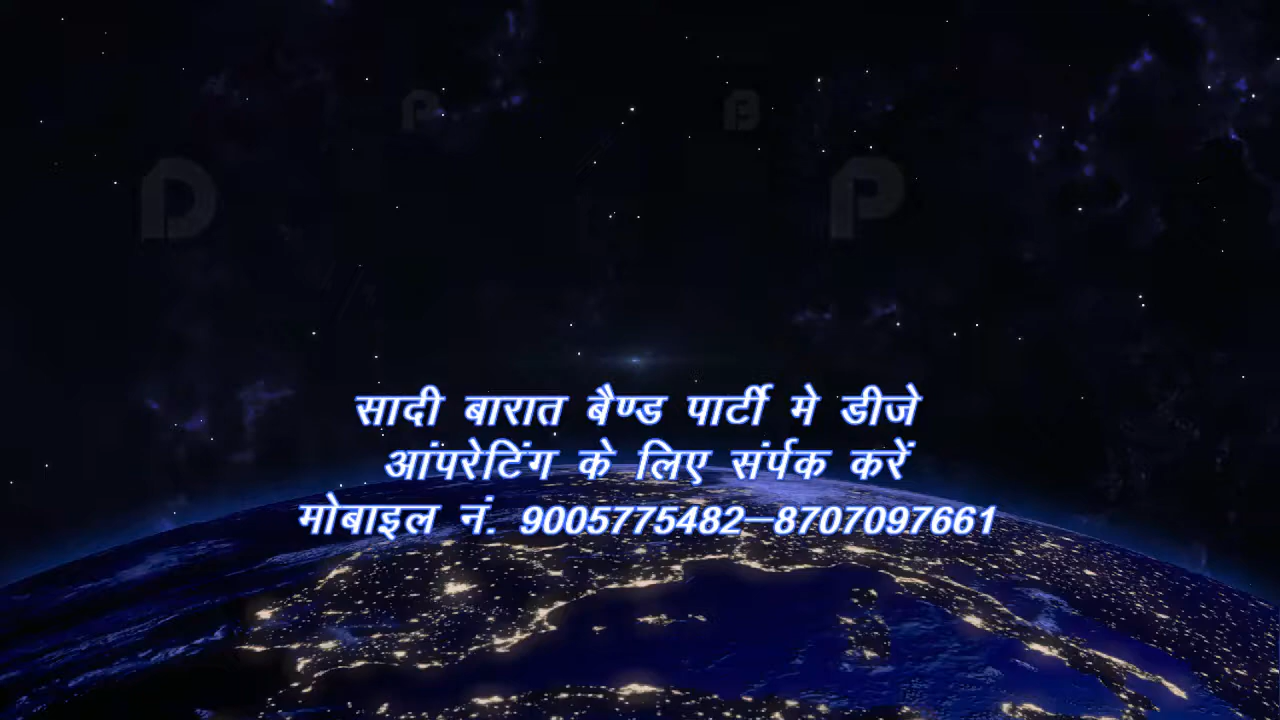 P B
D P
सादी बारात बैण्ड पार्टी मे डीजे
आंपरेटिंग के लिए संर्पक करें
मोबाइल नं. 9005775482-8707097661